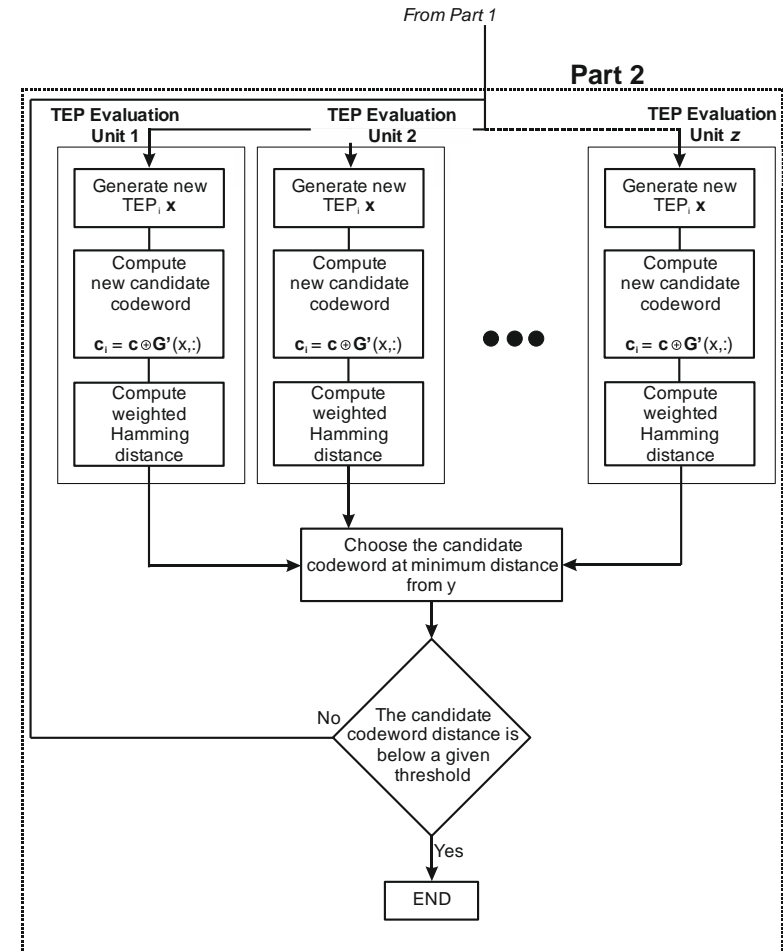 From Part 1
Part 2
TEP Evaluation
Unit 1
Generate new
TEPi x
Compute
new candidate
codeword
ci = c ⊕ G’(x,:)
Compute
weighted
Hamming
distance
TEP Evaluation
Unit 2
Generate new
TEPi x
Compute
new candidate
codeword
ci = c ⊕ G’(x,:)
Compute
weighted
Hamming
distance
TEP Evaluation
Unit z
Generate new
TEPi x
Compute
new candidate
codeword
ci = c ⊕ G’(x,:)
Compute
weighted
Hamming
distance
Choose the candidate
codeword at minimum distance
from y
The candidate
codeword distance is
below a given
threshold
No
Yes
END